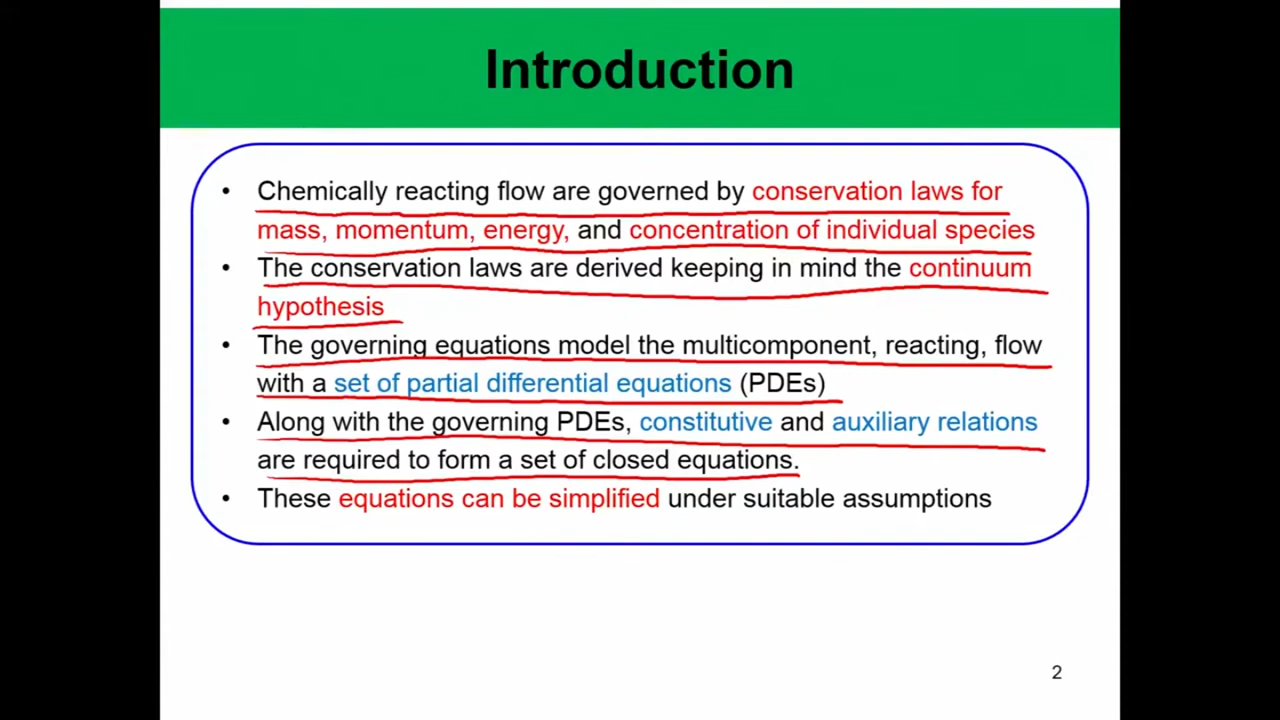 Introduction
• Chemically reacting flow are governed by conservation laws for
mass, momentum, energy, and concentration of individual species
• The conservation laws are derived keeping in mind the continuum
hypothesis
• The governing equations model the multicomponent, reacting, flow
with a set of partial differential equations (PDEs)
• Along with the governing PDEs, constitutive and auxiliary relations
are required to form a set of closed equations.
• These equations can be simplified under suitable assumptions
2